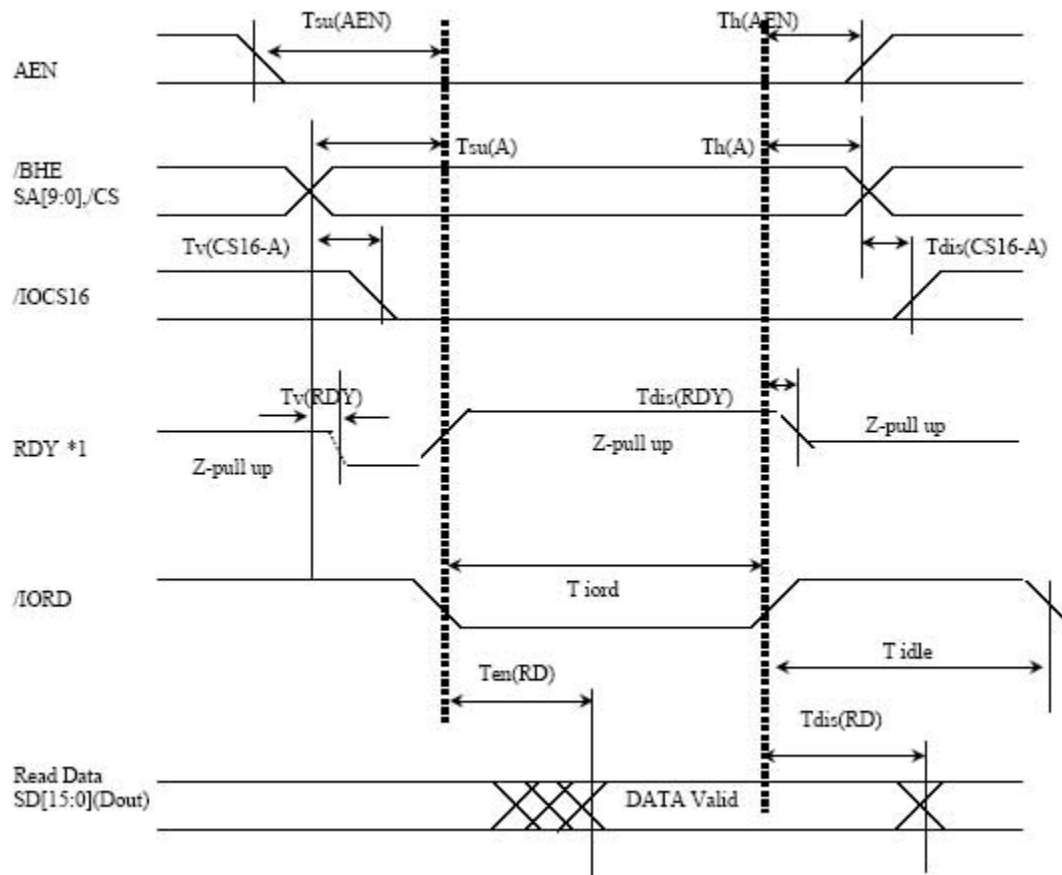 Tsu(AEN)
Th(AEN)
AEN
Tsu(A)
Th(A)
/BHE
SA[9:0],/CS
Tv(CS16-A)
Tdis(CS16-A)
/IOCS16
Tv(RDY)
Tdis(RDY)
RDY *1
Z-pull up
Z-pull up
Z-pull up
/IORD
T iord
T idle
Ten(RD)
Tdis(RD)
Read Data
SD[15:0](Dout)
DATA Valid